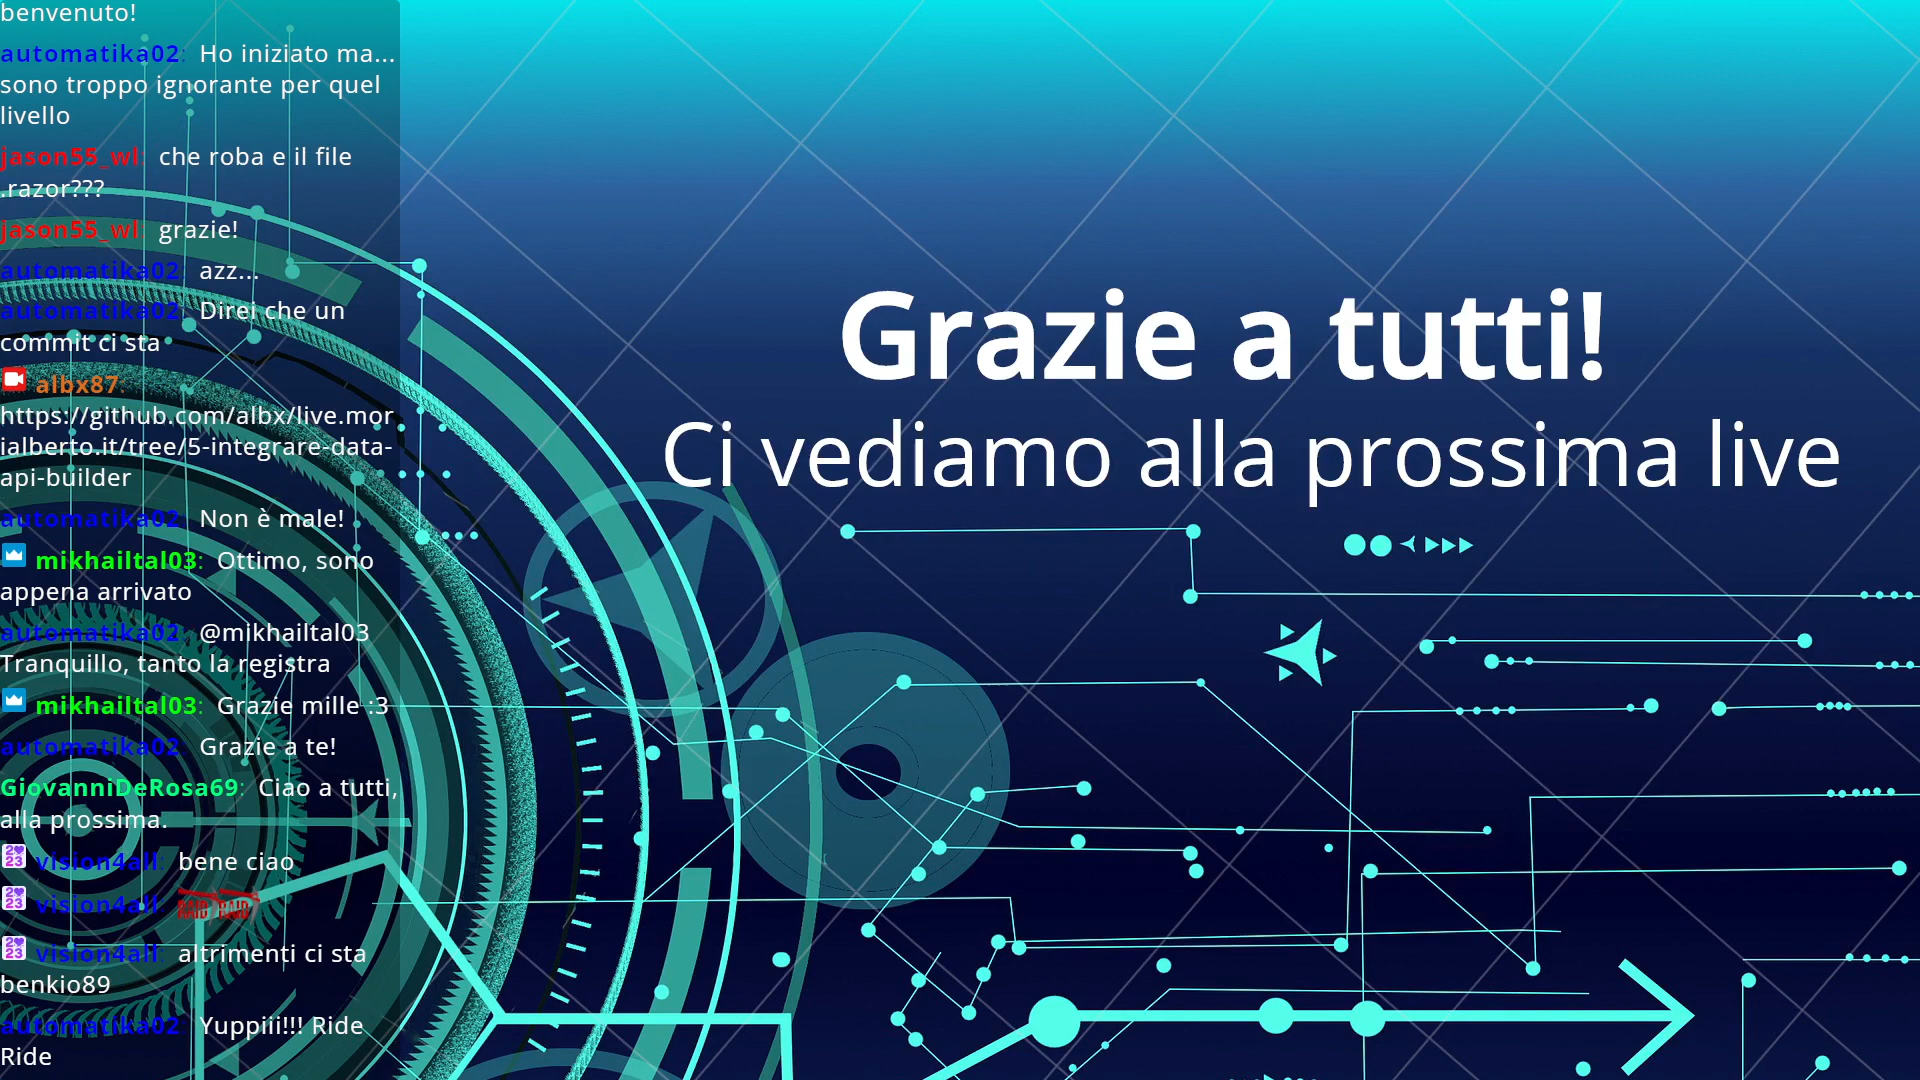 benvenuto!
automatika02: Ho iniziato ma...
sono troppo ignorante per quel
livello
jason55_wl: che roba e il file
.razor???
jason55_wl: grazie!
automatika02: azz...
automatika02: Direi che un
commit ci sta
albx87:
https://github.com/albx/live.mor
ialberto.it/tree/5-integrare-data-
api-builder
automatika02: Non è male!
mikhailtal03: Ottimo, sono
appena arrivato
automatika02: @mikhailtal03
Tranquillo, tanto la registra
mikhailtal03: Grazie mille :3
automatika02: Grazie a te!
GiovanniDeRosa69: Ciao a tutti,
alla prossima.
vision4all: bene ciao
vision4all: RAID RAID
vision4all: altrimenti ci sta
benkio89
automatika02: Yuppiii!!! Ride
Ride
Grazie a tutti!
Ci vediamo alla prossima live